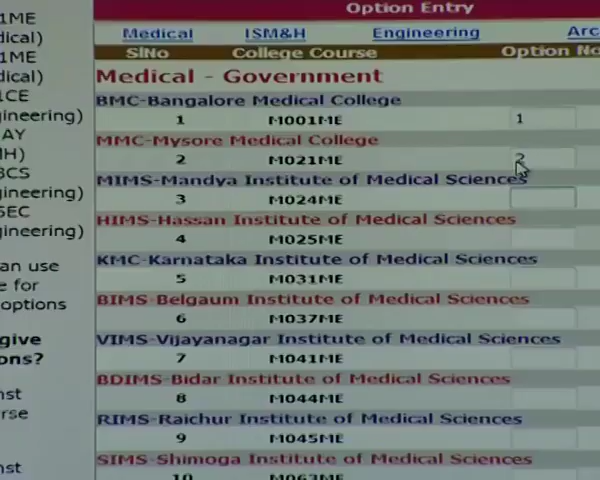 Option Entry
Medical ISM&H Engineering Arc
SlNo College Course Option No
Medical - Government
BMC-Bangalore Medical College
1 M001ME 1
MMC-Mysore Medical College
2 M021ME 2
MIMS-Mandya Institute of Medical Sciences
3 M024ME
HIMS-Hassan Institute of Medical Sciences
4 M025ME
KMC-Karnataka Institute of Medical Sciences
5 M031ME
BIMS-Belgaum Institute of Medical Sciences
6 M037ME
VIMS-Vijayanagar Institute of Medical Sciences
7 M041ME
BDIMS-Bidar Institute of Medical Sciences
8 M044ME
RIMS-Raichur Institute of Medical Sciences
9 M045ME
SIMS-Shimoga Institute of Medical Sciences
10 M063ME
1ME
dical)
1ME
dical)
1CE
gineering)
AY
H)
BCS
gineering)
SEC
gineering)
an use
e for
options
give
ons?
nst
rse
nst